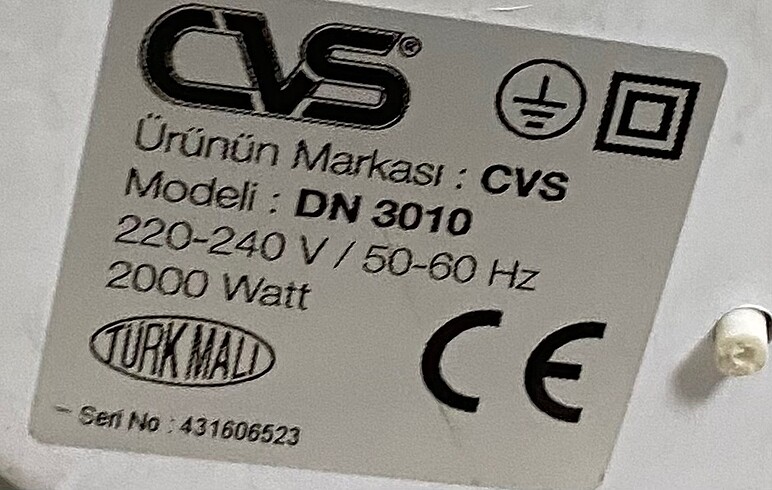 CVS®
Ürünün Markası : CVS
Modeli : DN 3010
220-240 V / 50-60 Hz
2000 Watt
TÜRK MALI
CE
Seri No : 431606523